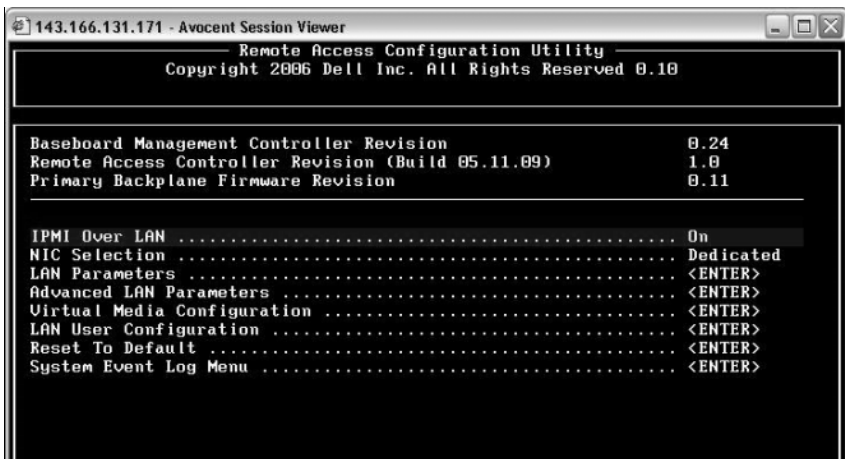 143.166.131.171 - Avocent Session Viewer
Remote Access Configuration Utility
Copyright 2006 Dell Inc. All Rights Reserved 0.10
Baseboard Management Controller Revision 0.24
Remote Access Controller Revision (Build 05.11.09) 1.0
Primary Backplane Firmware Revision 0.11
IPMI Over LAN ................................................ On
NIC Selection ................................................ Dedicated
LAN Parameters ............................................... <ENTER>
Advanced LAN Parameters ...................................... <ENTER>
Virtual Media Configuration .................................. <ENTER>
LAN User Configuration ....................................... <ENTER>
Reset To Default ............................................. <ENTER>
System Event Log Menu ........................................ <ENTER>